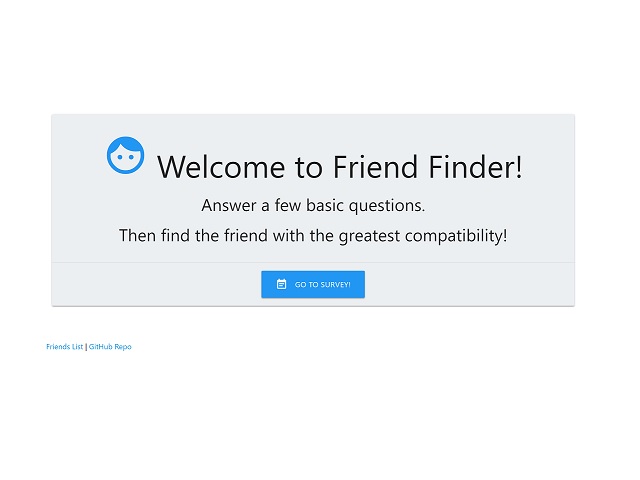 Welcome to Friend Finder!
Answer a few basic questions.
Then find the friend with the greatest compatibility!
GO TO SURVEY!
Friends List | GitHub Repo